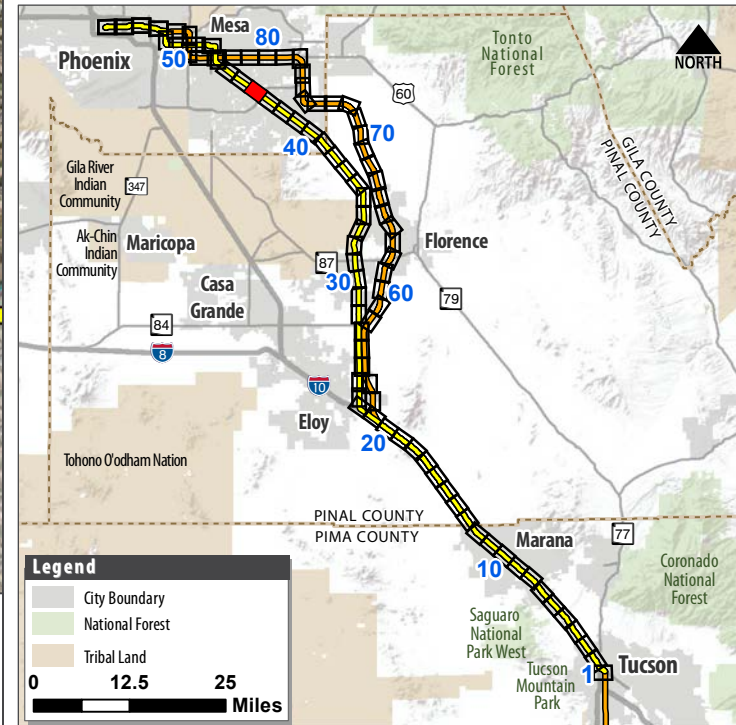 Mesa
80
Phoenix
50
Tonto
National
Forest
NORTH
60
70
40
GILA COUNTY
PINAL COUNTY
Gila River
Indian
Community
347
Ak-Chin
Indian
Community
Maricopa
Florence
87
30
Casa
Grande
60
79
84
8
10
Eloy
20
Tohono O'odham Nation
PINAL COUNTY
PIMA COUNTY
Marana
77
10
Coronado
National
Forest
Saguaro
National
Park West
Tucson
Mountain
Park
1
Tucson
Legend
City Boundary
National Forest
Tribal Land
0 12.5 25
Miles